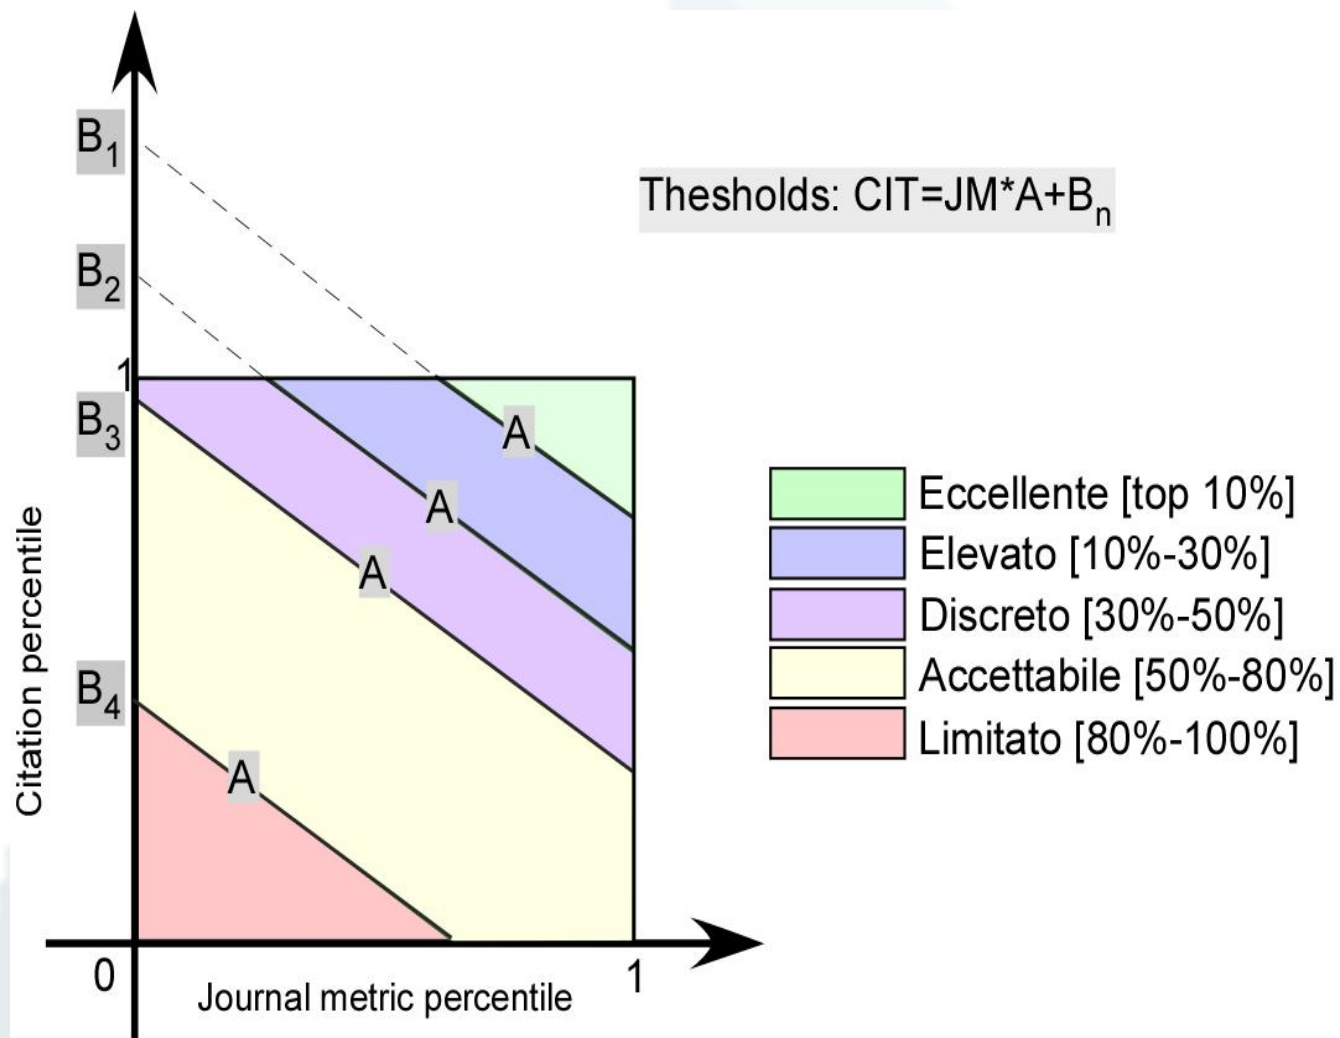 B1
Thesholds: CIT=JM*A+Bn
B2
1
B3
A
Eccellente [top 10%]
A
Elevato [10%-30%]
A
Discreto [30%-50%]
Citation percentile
B4
Accettabile [50%-80%]
A
Limitato [80%-100%]
0
1
Journal metric percentile